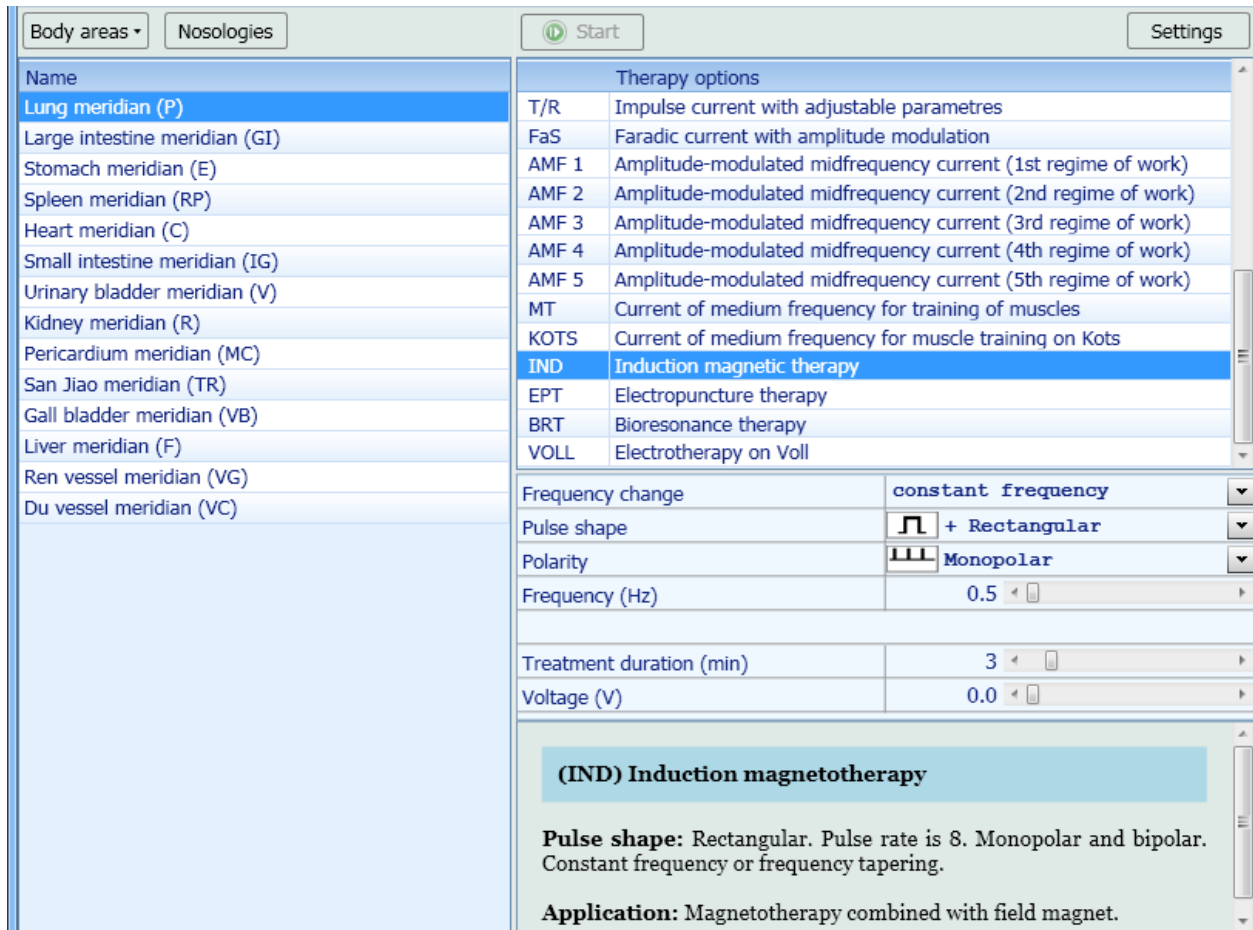 Body areas
Nosologies
Start
Settings
Name
Lung meridian (P)
Large intestine meridian (GI)
Stomach meridian (E)
Spleen meridian (RP)
Heart meridian (C)
Small intestine meridian (IG)
Urinary bladder meridian (V)
Kidney meridian (R)
Pericardium meridian (MC)
San Jiao meridian (TR)
Gall bladder meridian (VB)
Liver meridian (F)
Ren vessel meridian (VG)
Du vessel meridian (VC)
Therapy options
T/R Impulse current with adjustable parametres
FaS Faradic current with amplitude modulation
AMF 1 Amplitude-modulated midfrequency current (1st regime of work)
AMF 2 Amplitude-modulated midfrequency current (2nd regime of work)
AMF 3 Amplitude-modulated midfrequency current (3rd regime of work)
AMF 4 Amplitude-modulated midfrequency current (4th regime of work)
AMF 5 Amplitude-modulated midfrequency current (5th regime of work)
MT Current of medium frequency for training of muscles
KOTS Current of medium frequency for muscle training on Kots
IND Induction magnetic therapy
EPT Electropuncture therapy
BRT Bioresonance therapy
VOLL Electrotherapy on Voll
Frequency change constant frequency
Pulse shape + Rectangular
Polarity Monopolar
Frequency (Hz) 0.5
Treatment duration (min) 3
Voltage (V) 0.0
(IND) Induction magnetotherapy
Pulse shape: Rectangular. Pulse rate is 8. Monopolar and bipolar.
Constant frequency or frequency tapering.
Application: Magnetotherapy combined with field magnet.